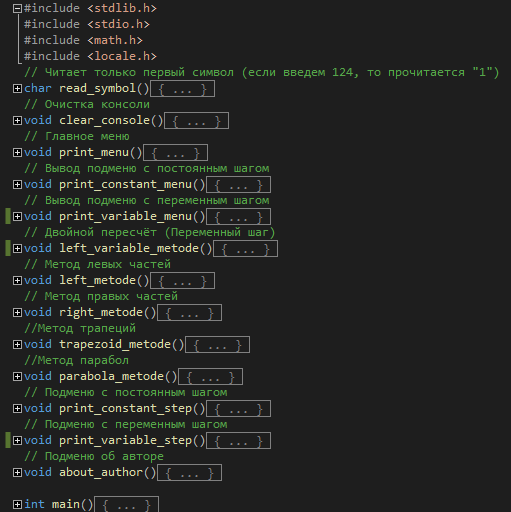 #include <stdlib.h>
#include <stdio.h>
#include <math.h>
#include <locale.h>
// Читает только первый символ (если введем 124, то прочитается "1")
char read_symbol() { ... }
// Очистка консоли
void clear_console() { ... }
// Главное меню
void print_menu() { ... }
// Вывод подменю с постоянным шагом
void print_constant_menu() { ... }
// Вывод подменю с переменным шагом
void print_variable_menu() { ... }
// Двойной пересчёт (Переменный шаг)
void left_variable_metode() { ... }
// Метод левых частей
void left_metode() { ... }
// Метод правых частей
void right_metode() { ... }
//Метод трапеций
void trapezoid_metode() { ... }
//Метод парабол
void parabola_metode() { ... }
// Подменю с постоянным шагом
void print_constant_step() { ... }
// Подменю с переменным шагом
void print_variable_step() { ... }
// Подменю об авторе
void about_author() { ... }
int main() { ... }